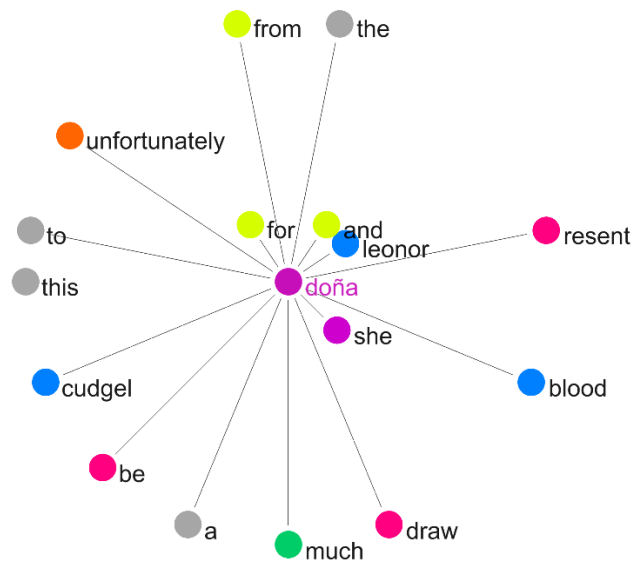 from
the
unfortunately
for
and
to
leonor
resent
this
doña
she
cudgel
blood
be
a
draw
much